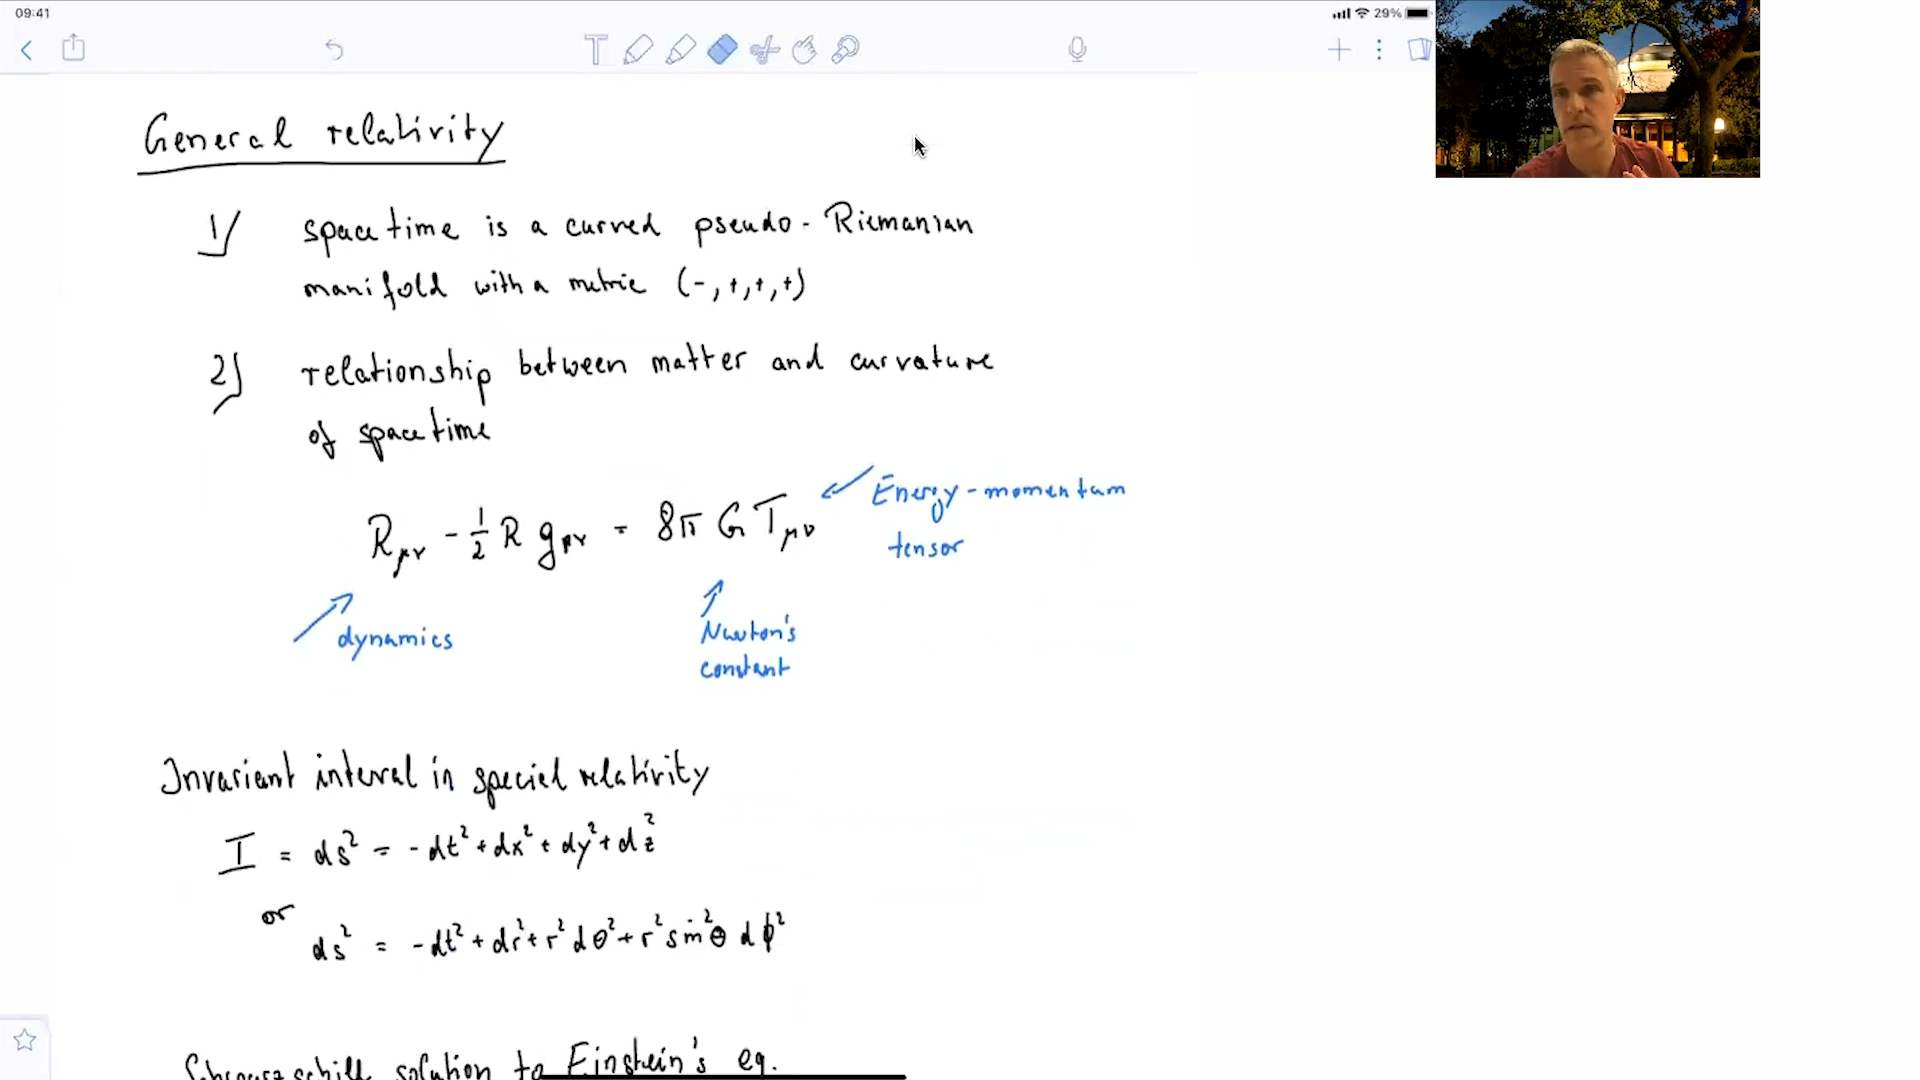 09:41
29%
General relativity
1) spacetime is a curved pseudo-Riemanian
manifold with a metric (-,+,+,+)
2) relationship between matter and curvature
of spacetime
Rμν - 1/2 R gμν = 8π G Tμν
Energy-momentum
tensor
dynamics
Newton's
constant
Invariant interval in special relativity
I = ds² = -dt² + dx² + dy² + dz²
or
ds² = -dt² + dr² + r² dθ² + r² sin²θ dϕ²
Schwarzschild solution to Einstein's eq.